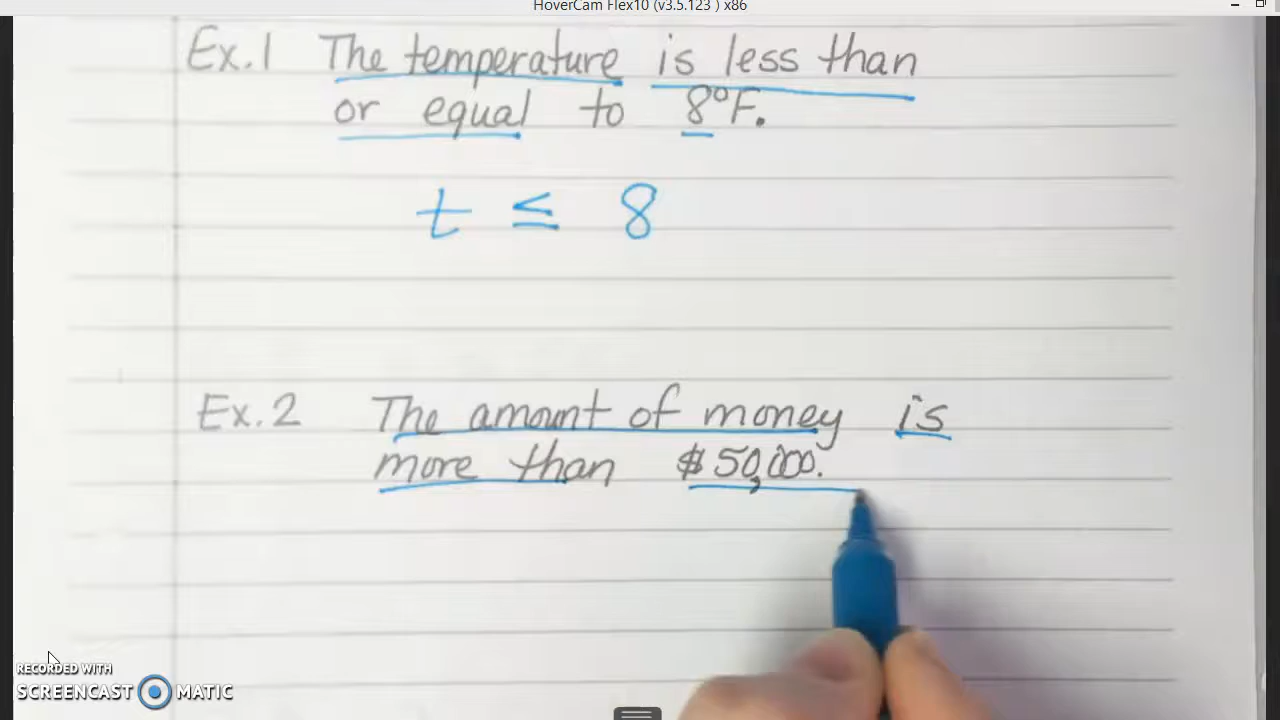 HoverCam Flex10 (v3.5.123 ) x86
Ex.1 The temperature is less than
or equal to 8°F.
t ≤ 8
Ex.2 The amount of money is
more than $50,000.
RECORDED WITH
SCREENCAST MATIC